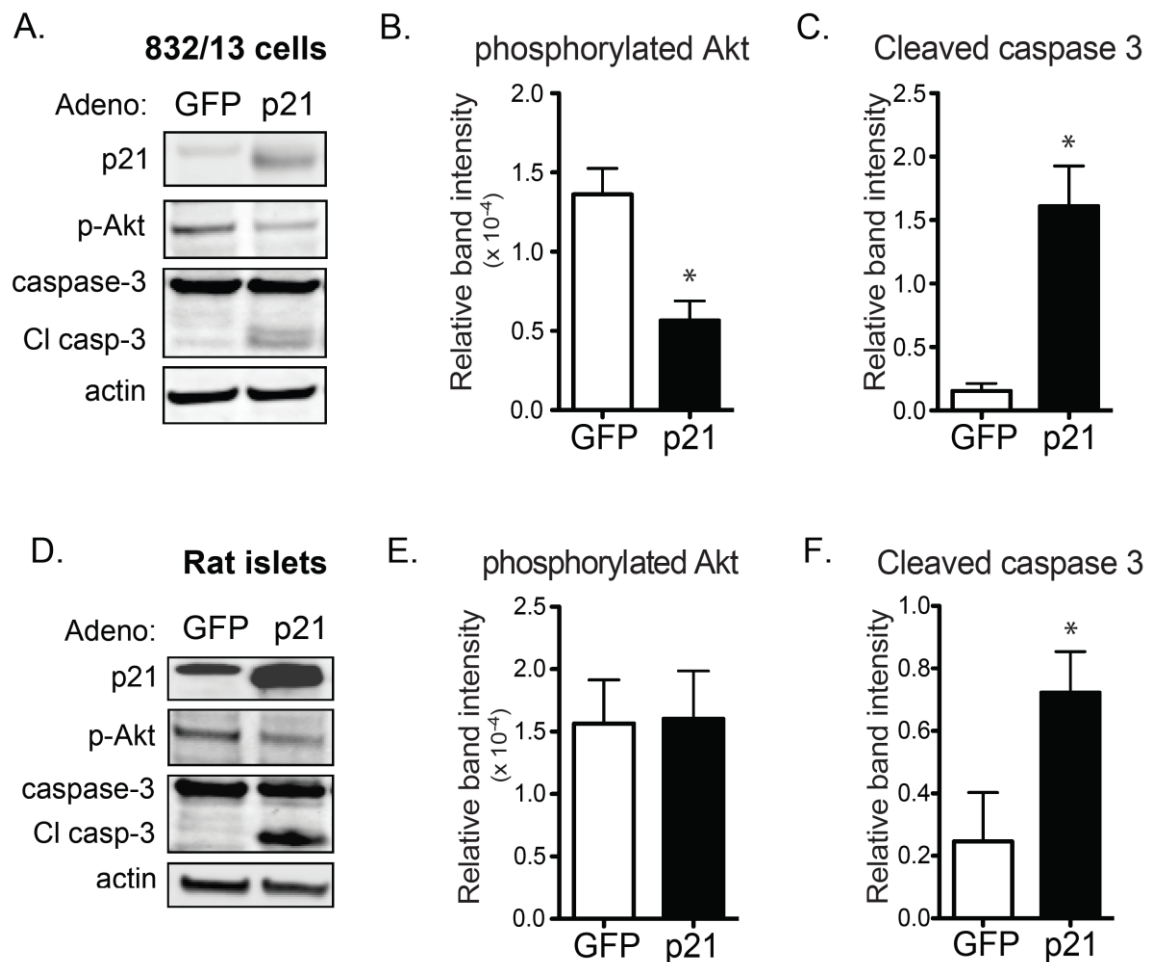 A.
832/13 cells
Adeno: GFP p21
p21
p-Akt
caspase-3
Cl casp-3
actin
B.
phosphorylated Akt
Relative band intensity
(x 10-4)
2.0
1.5
1.0
0.5
0.0
GFP p21
*
C.
Cleaved caspase 3
Relative band intensity
2.5
2.0
1.5
1.0
0.5
0.0
GFP p21
*
D.
Rat islets
Adeno: GFP p21
p21
p-Akt
caspase-3
Cl casp-3
actin
E.
phosphorylated Akt
Relative band intensity
(x 10-4)
2.5
2.0
1.5
1.0
0.5
0.0
GFP p21
F.
Cleaved caspase 3
Relative band intensity
1.0
0.8
0.6
0.4
0.2
0.0
GFP p21
*